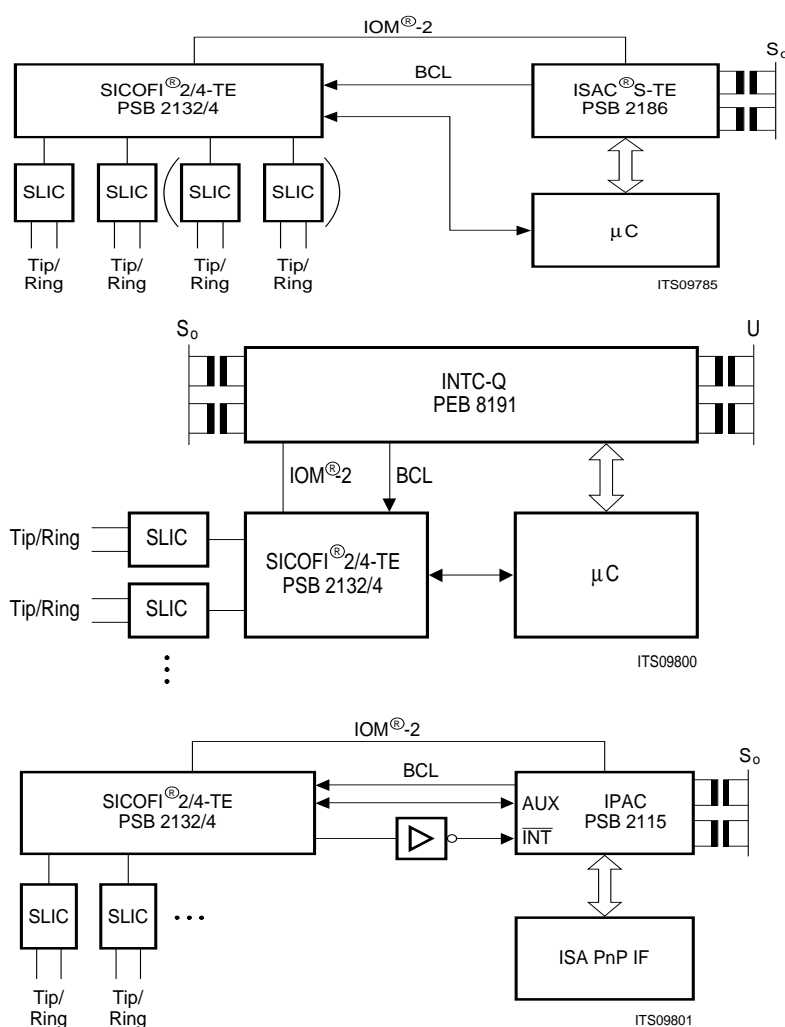 IOM®-2
SICOFI®2/4-TE
PSB 2132/4
BCL
ISAC®S-TE
PSB 2186
S₀
SLIC
SLIC
SLIC
SLIC
µC
Tip/
Ring
Tip/
Ring
Tip/
Ring
Tip/
Ring
ITS09785
S₀
U
INTC-Q
PEB 8191
IOM®-2
BCL
Tip/Ring
SLIC
SICOFI®2/4-TE
PSB 2132/4
µC
Tip/Ring
SLIC
ITS09800
IOM®-2
SICOFI®2/4-TE
PSB 2132/4
BCL
AUX
INT
IPAC
PSB 2115
S₀
SLIC
SLIC
ISA PnP IF
Tip/
Ring
Tip/
Ring
ITS09801